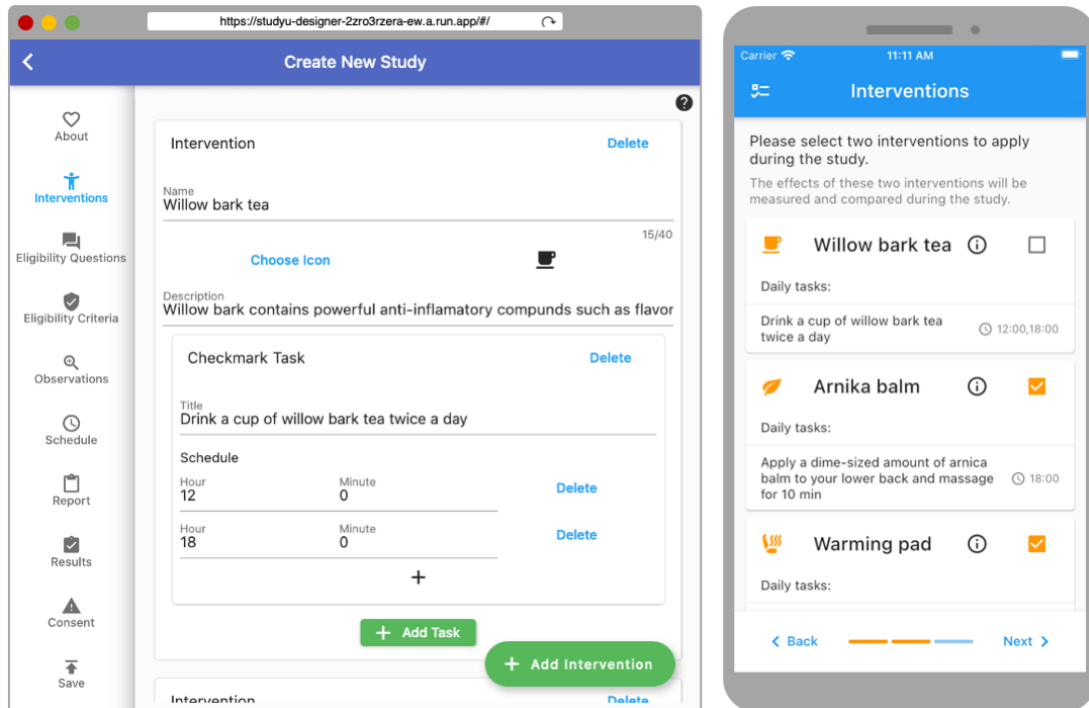 https://studyu-designer-2zro3rzera-ew.a.run.app/#/
Create New Study
About
Interventions
Eligibility Questions
Eligibility Criteria
Observations
Schedule
Report
Results
Consent
Save
?
Intervention
Delete
Name
Willow bark tea
15/40
Choose Icon
Description
Willow bark contains powerful anti-inflamatory compunds such as flavor
Checkmark Task
Delete
Title
Drink a cup of willow bark tea twice a day
Schedule
Hour
Minute
12
0
Delete
Hour
Minute
18
0
Delete
+
+ Add Task
+ Add Intervention
Intervention
Delete
Carrier
11:11 AM
Interventions
Please select two interventions to apply
during the study.
The effects of these two interventions will be
measured and compared during the study.
Willow bark tea
Daily tasks:
Drink a cup of willow bark tea
twice a day
12:00,18:00
Arnika balm
Daily tasks:
Apply a dime-sized amount of arnica
balm to your lower back and massage
for 10 min
18:00
Warming pad
Daily tasks:
Back
Next